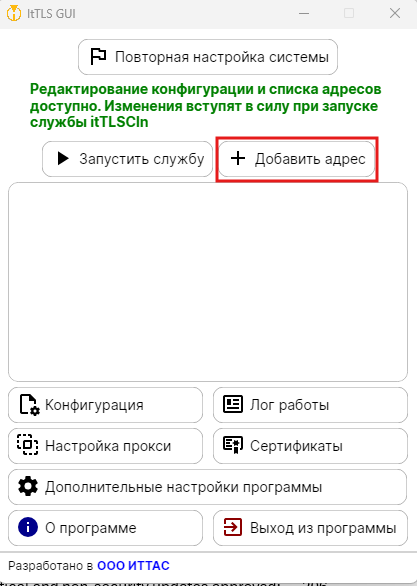 ItTLS GUI
Повторная настройка системы
Редактирование конфигурации и списка адресов
доступно. Изменения вступят в силу при запуске
службы itTLSCln
Запустить службу
Добавить адрес
Конфигурация
Лог работы
Настройка прокси
Сертификаты
Дополнительные настройки программы
О программе
Выход из программы
Разработано в ООО ИТТАС